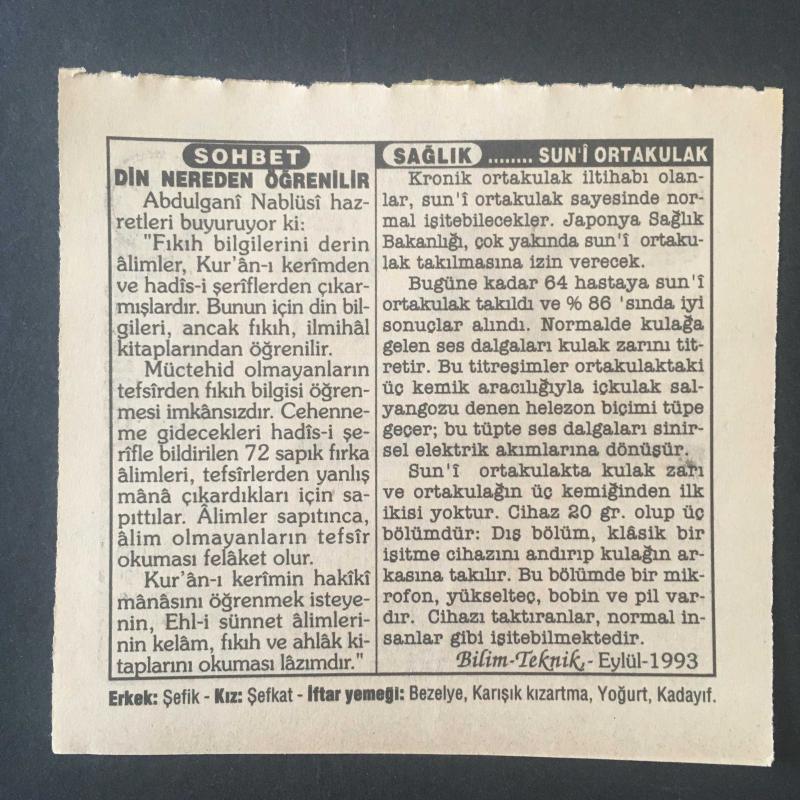 SOHBET
DİN NEREDEN ÖĞRENİLİR
Abdulganî Nablüsî haz-
retleri buyuruyor ki:
"Fıkıh bilgilerini derin
âlimler, Kur'ân-ı kerîmden
ve hadîs-i şerîflerden çıkar-
mışlardır. Bunun için din bil-
gileri, ancak fıkıh, ilmihâl
kitaplarından öğrenilir.
Müctehid olmayanların
tefsîrden fıkıh bilgisi öğren-
mesi imkânsızdır. Cehenne-
me gidecekleri hadîs-i şe-
rîfle bildirilen 72 sapık fırka
âlimleri, tefsîrlerden yanlış
mânâ çıkardıkları için sa-
pıttılar. Âlimler sapıtınca,
âlim olmayanların tefsîr
okuması felâket olur.
Kur'ân-ı kerîmin hakîkî
mânâsını öğrenmek isteye-
nin, Ehl-i sünnet âlimleri-
nin kelâm, fıkıh ve ahlâk ki-
taplarını okuması lâzımdır."
SAĞLIK ........ SUN'Î ORTAKULAK
Kronik ortakulak iltihabı olan-
lar, sun'î ortakulak sayesinde nor-
mal işitebilecekler. Japonya Sağlık
Bakanlığı, çok yakında sun'î ortaku-
lak takılmasına izin verecek.
Bugüne kadar 64 hastaya sun'î
ortakulak takıldı ve % 86 'sında iyi
sonuçlar alındı. Normalde kulağa
gelen ses dalgaları kulak zarını tit-
retir. Bu titreşimler ortakulaktaki
üç kemik aracılığıyla içkulak sal-
yangozu denen helezon biçimi tüpe
geçer; bu tüpte ses dalgaları sinir-
sel elektrik akımlarına dönüşür.
Sun'î ortakulakta kulak zarı
ve ortakulağın üç kemiğinden ilk
ikisi yoktur. Cihaz 20 gr. olup üç
bölümdür: Dış bölüm, klâsik bir
işitme cihazını andırıp kulağın ar-
kasına takılır. Bu bölümde bir mik-
rofon, yükselteç, bobin ve pil var-
dır. Cihazı taktıranlar, normal in-
sanlar gibi işitebilmektedir.
Bilim-Teknik,- Eylül-1993
Erkek: Şefik - Kız: Şefkat - İftar yemeği: Bezelye, Karışık kızartma, Yoğurt, Kadayıf.